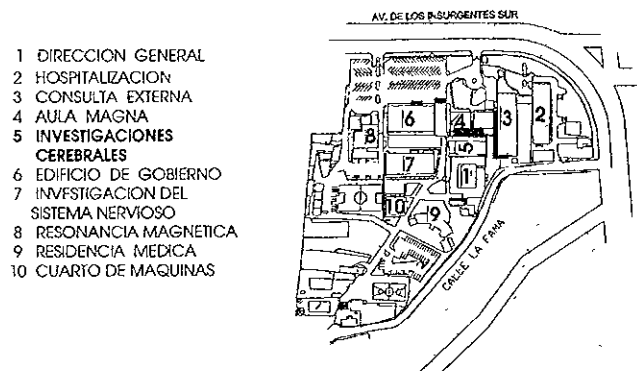 AV. DE LOS INSURGENTES SUR
1 DIRECCION GENERAL
2 HOSPITALIZACION
3 CONSULTA EXTERNA
4 AULA MAGNA
5 INVESTIGACIONES
CEREBRALES
6 EDIFICIO DE GOBIERNO
7 INVESTIGACION DEL
SISTEMA NERVIOSO
8 RESONANCIA MAGNETICA
9 RESIDENCIA MEDICA
10 CUARTO DE MAQUINAS
6
4
3
2
8
5
7
1
10
9
CALLE LA FAMA